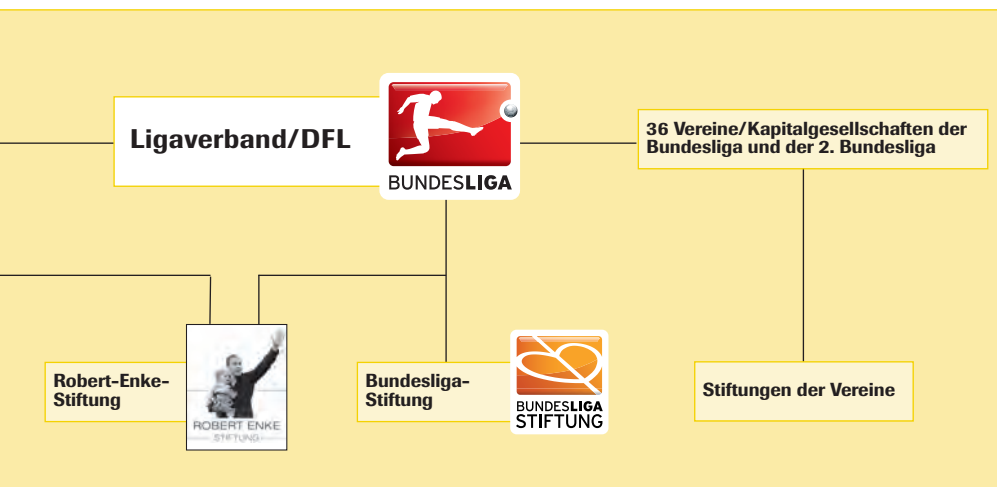 Ligaverband/DFL
BUNDESLIGA
36 Vereine/Kapitalgesellschaften der
Bundesliga und der 2. Bundesliga
Robert-Enke-
Stiftung
ROBERT ENKE
STIFTUNG
Bundesliga-
Stiftung
BUNDESLIGA
STIFTUNG
Stiftungen der Vereine